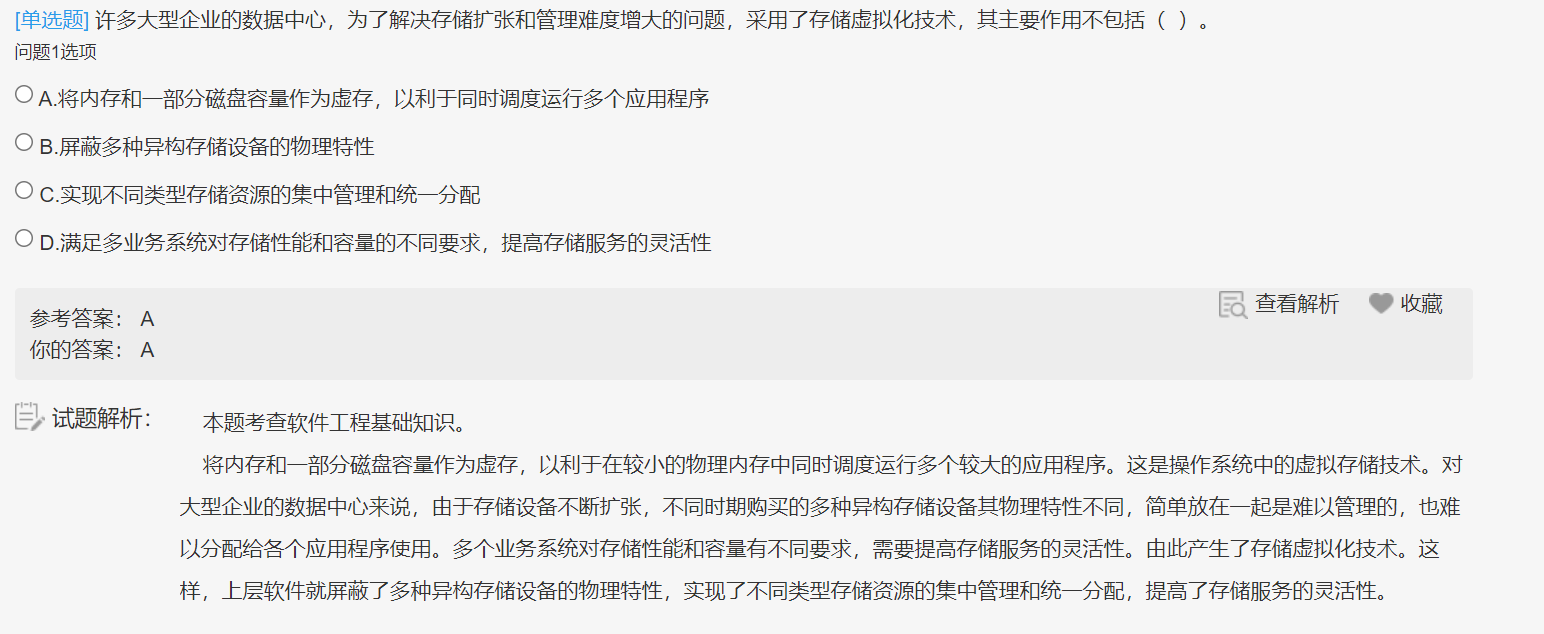 [单选题] 许多大型企业的数据中心，为了解决存储扩张和管理难度增大的问题，采用了存储虚拟化技术，其主要作用不包括（  ）。
问题1选项
A.将内存和一部分磁盘容量作为虚存，以利于同时调度运行多个应用程序
B.屏蔽多种异构存储设备的物理特性
C.实现不同类型存储资源的集中管理和统一分配
D.满足多业务系统对存储性能和容量的不同要求，提高存储服务的灵活性
参考答案： A
查看解析 收藏
你的答案： A
试题解析： 本题考查软件工程基础知识。
将内存和一部分磁盘容量作为虚存，以利于在较小的物理内存中同时调度运行多个较大的应用程序。这是操作系统中的虚拟存储技术。对
大型企业的数据中心来说，由于存储设备不断扩张，不同时期购买的多种异构存储设备其物理特性不同，简单放在一起是难以管理的，也难
以分配给各个应用程序使用。多个业务系统对存储性能和容量有不同要求，需要提高存储服务的灵活性。由此产生了存储虚拟化技术。这
样，上层软件就屏蔽了多种异构存储设备的物理特性，实现了不同类型存储资源的集中管理和统一分配，提高了存储服务的灵活性。